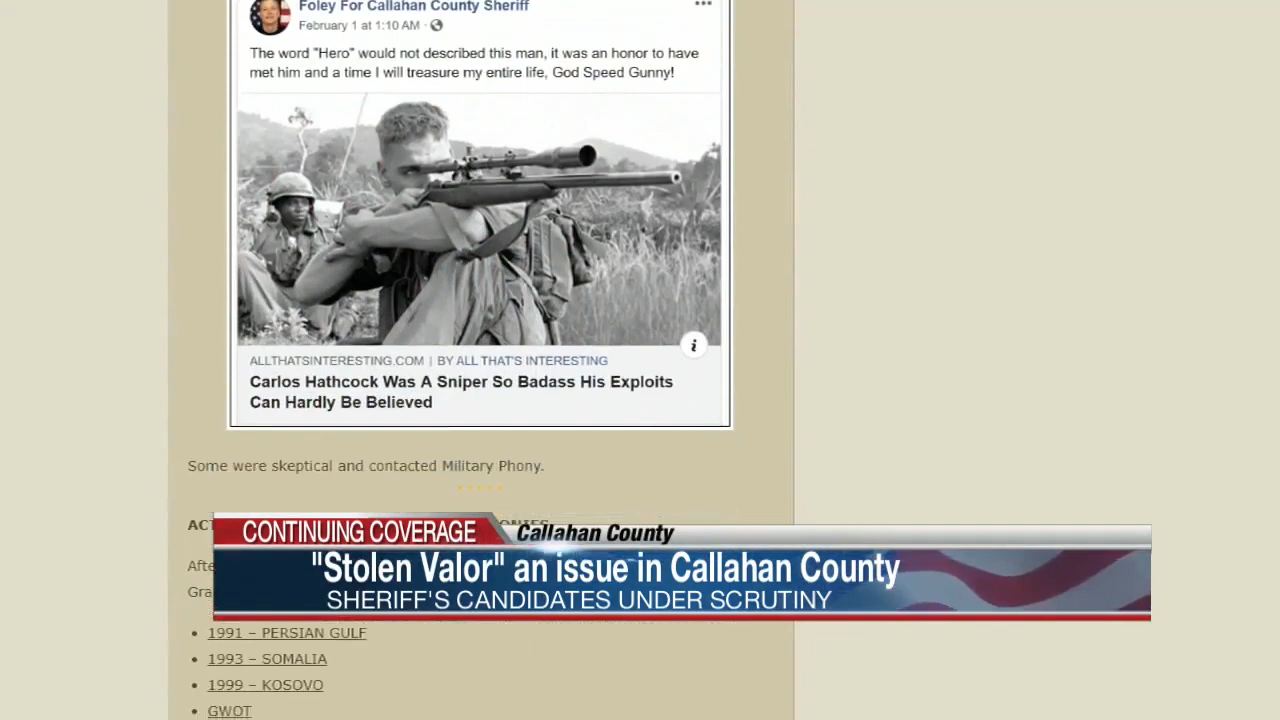 Foley For Callahan County Sheriff
February 1 at 1:10 AM ·
The word "Hero" would not described this man, it was an honor to have
met him and a time I will treasure my entire life, God Speed Gunny!
ALLTHATSINTERESTING.COM | BY ALL THAT'S INTERESTING
Carlos Hathcock Was A Sniper So Badass His Exploits
Can Hardly Be Believed
Some were skeptical and contacted Military Phony.
CONTINUING COVERAGE
Callahan County
"Stolen Valor" an issue in Callahan County
SHERIFF'S CANDIDATES UNDER SCRUTINY
• 1991 – PERSIAN GULF
• 1993 – SOMALIA
• 1999 – KOSOVO
• GWOT